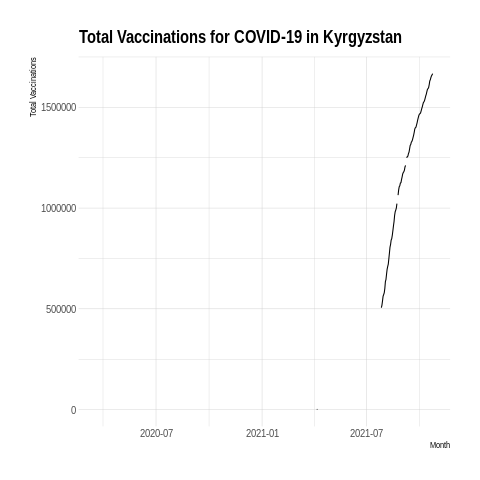 Total Vaccinations for COVID-19 in Kyrgyzstan
Total Vaccinations
1500000
1000000
500000
0
2020-07 2021-01 2021-07
Month